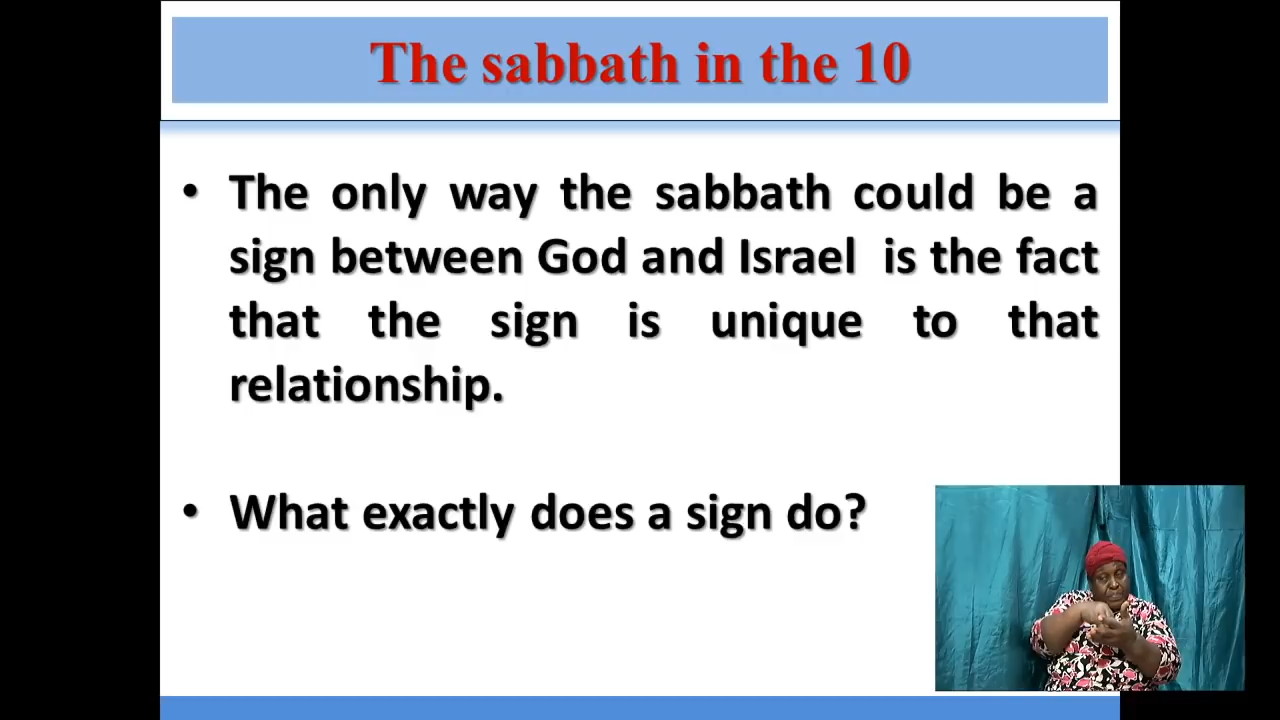 The sabbath in the 10
• The only way the sabbath could be a
sign between God and Israel is the fact
that the sign is unique to that
relationship.
• What exactly does a sign do?